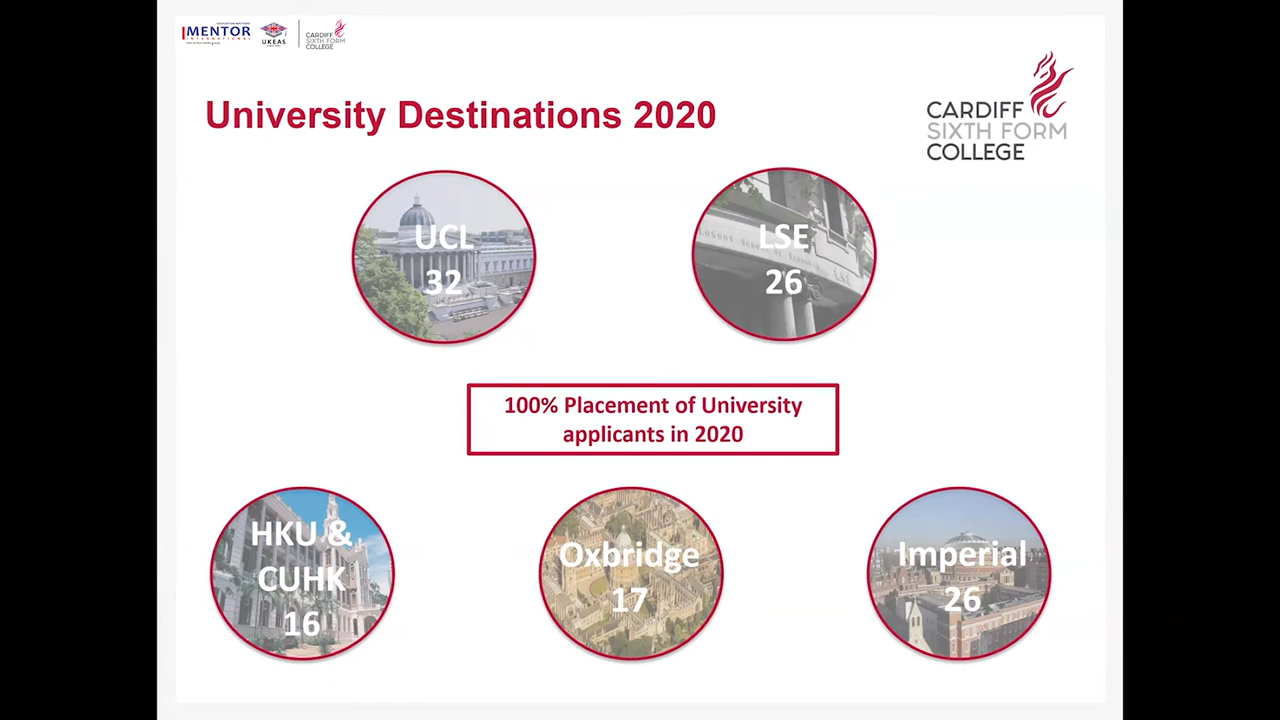 MENTOR
INTERNATIONAL
UKEAS
CARDIFF
SIXTH FORM
COLLEGE
University Destinations 2020
CARDIFF
SIXTH FORM
COLLEGE
UCL
32
LSE
26
100% Placement of University
applicants in 2020
HKU &
CUHK
16
Oxbridge
17
Imperial
26